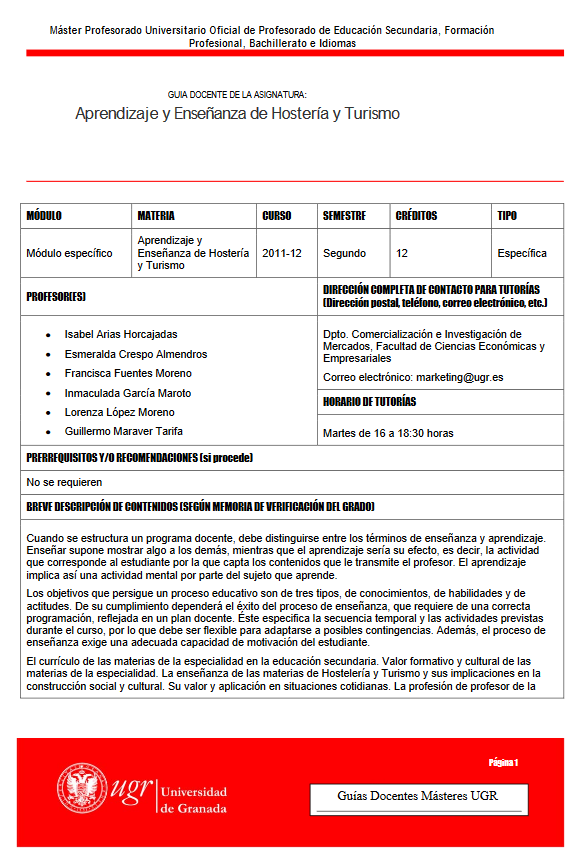 Máster Profesorado Universitario Oficial de Profesorado de Educación Secundaria, Formación
Profesional, Bachillerato e Idiomas
GUIA DOCENTE DE LA ASIGNATURA:
Aprendizaje y Enseñanza de Hostería y Turismo
MÓDULO MATERIA CURSO SEMESTRE CRÉDITOS TIPO
Módulo específico
Aprendizaje y
Enseñanza de Hostería
y Turismo
2011-12
Segundo
12
Específica
PROFESOR(ES)
• Isabel Arias Horcajadas
• Esmeralda Crespo Almendros
• Francisca Fuentes Moreno
• Inmaculada García Maroto
• Lorenza López Moreno
• Guillermo Maraver Tarifa
DIRECCIÓN COMPLETA DE CONTACTO PARA TUTORÍAS
(Dirección postal, teléfono, correo electrónico, etc.)
Dpto. Comercialización e Investigación de
Mercados, Facultad de Ciencias Económicas y
Empresariales
Correo electrónico: marketing@ugr.es
HORARIO DE TUTORÍAS
Martes de 16 a 18:30 horas
PRERREQUISITOS Y/O RECOMENDACIONES (si procede)
No se requieren
BREVE DESCRIPCIÓN DE CONTENIDOS (SEGÚN MEMORIA DE VERIFICACIÓN DEL GRADO)
Cuando se estructura un programa docente, debe distinguirse entre los términos de enseñanza y aprendizaje.
Enseñar supone mostrar algo a los demás, mientras que el aprendizaje sería su efecto, es decir, la actividad
que corresponde al estudiante por la que capta los contenidos que le transmite el profesor. El aprendizaje
implica así una actividad mental por parte del sujeto que aprende.
Los objetivos que persigue un proceso educativo son de tres tipos, de conocimientos, de habilidades y de
actitudes. De su cumplimiento dependerá el éxito del proceso de enseñanza, que requiere de una correcta
programación, reflejada en un plan docente. Éste especifica la secuencia temporal y las actividades previstas
durante el curso, por lo que debe ser flexible para adaptarse a posibles contingencias. Además, el proceso de
enseñanza exige una adecuada capacidad de motivación del estudiante.
El currículo de las materias de la especialidad en la educación secundaria. Valor formativo y cultural de las
materias de la especialidad. La enseñanza de las materias de Hostelería y Turismo y sus implicaciones en la
construcción social y cultural. Su valor y aplicación en situaciones cotidianas. La profesión de profesor de la
Página 1
ugr Universidad
de Granada
Guías Docentes Másteres UGR